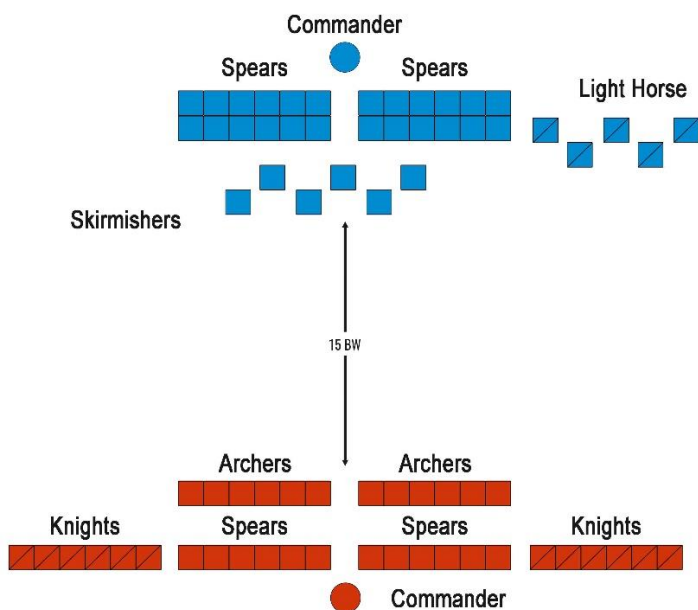 Commander
Spears Spears
Light Horse
Skirmishers
15 BW
Archers Archers
Knights Spears Spears Knights
Commander